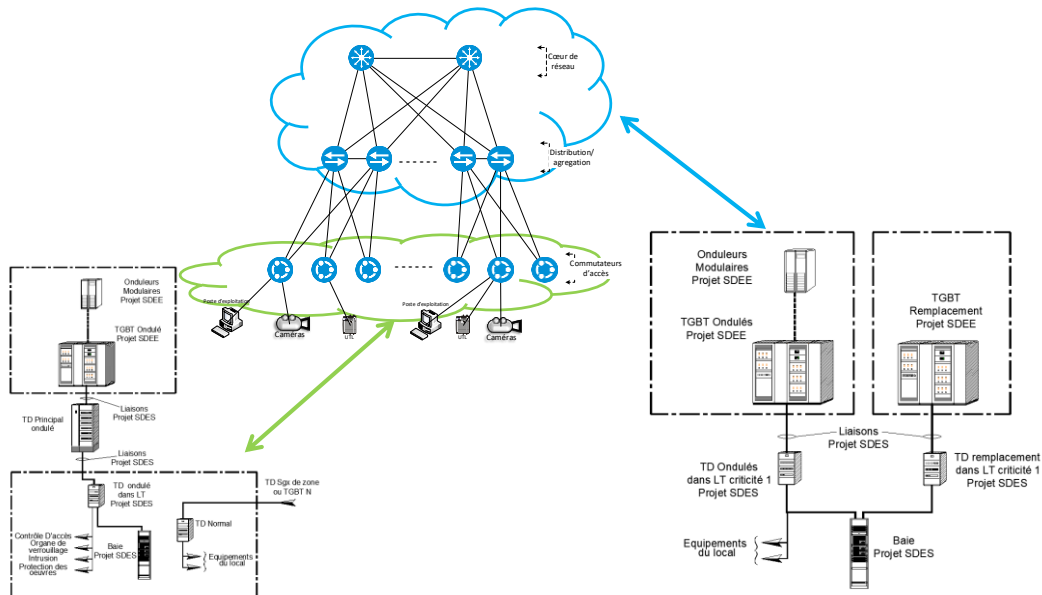 Cœur de
réseau
Distribution/
agregation
Commutateurs
d'accès
Poste d'exploitation
Caméras
UTL
Poste d'exploitation
UTL
Caméras
Onduleurs
Modulaires
Projet SDEE
TGBT Ondulé
Projet SDEE
Liaisons
Projet SDES
TD Principal
ondulé
Liaisons
Projet SDES
TD ondulé
dans LT
Projet SDES
TD Sgx de zone
ou TGBT N
TD Normal
Contrôle D'accès
Organe de
verrouillage
Intrusion
Protection des
oeuvres
Baie
Projet SDES
Equipements
du local
Onduleurs
Modulaires
Projet SDEE
TGBT Ondulés
Projet SDEE
TGBT
Remplacement
Projet SDEE
Liaisons
Projet SDES
TD Ondulés
dans LT criticité 1
Projet SDES
TD remplacement
dans LT criticité 1
Projet SDES
Equipements
du local
Baie
Projet SDES